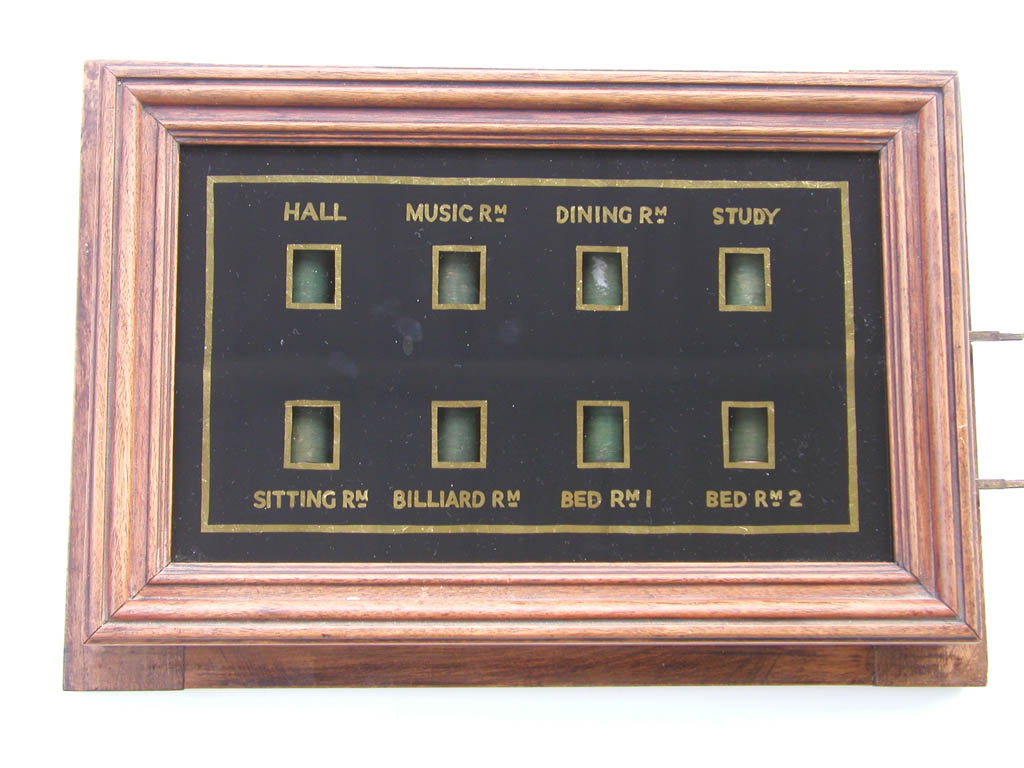 HALL MUSIC RM DINING RM STUDY
SITTING RM BILLIARD RM BED RM 1 BED RM 2